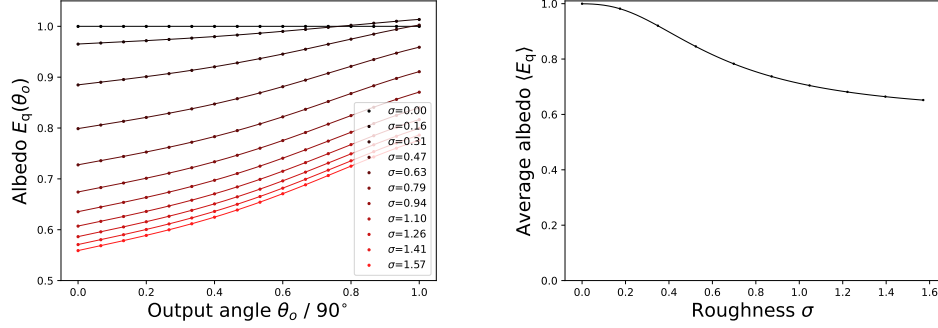 Albedo E_q(θ_o)
1.0
0.9
0.8
0.7
0.6
0.5
σ=0.00
σ=0.16
σ=0.31
σ=0.47
σ=0.63
σ=0.79
σ=0.94
σ=1.10
σ=1.26
σ=1.41
σ=1.57
0.0 0.2 0.4 0.6 0.8 1.0
Output angle θ_o / 90°
Average albedo ⟨E_q⟩
1.0
0.8
0.6
0.4
0.2
0.0
0.0 0.2 0.4 0.6 0.8 1.0 1.2 1.4 1.6
Roughness σ